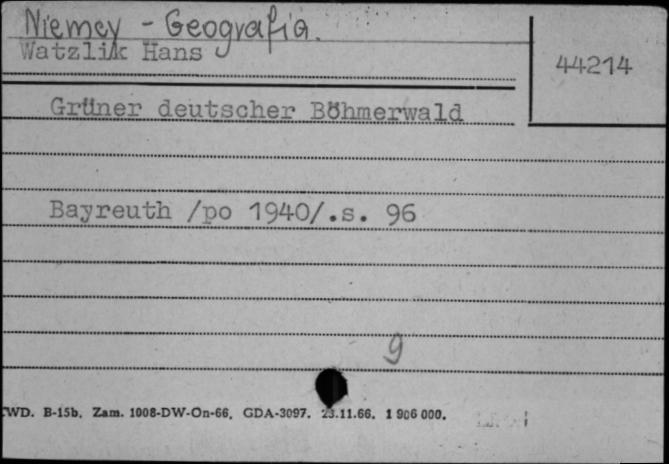 Niemcy - Geografia.
Watzlik Hans
44214
Grüner deutscher Böhmerwald
Bayreuth /po 1940/.s. 96
9
WD. B-15b. Zam. 1008-DW-On-66. GDA-3097. 23.11.66. 1 906 000.